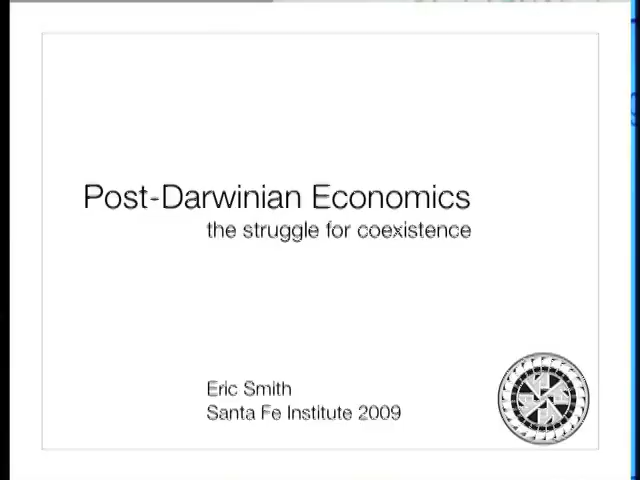 Post-Darwinian Economics
the struggle for coexistence
Eric Smith
Santa Fe Institute 2009